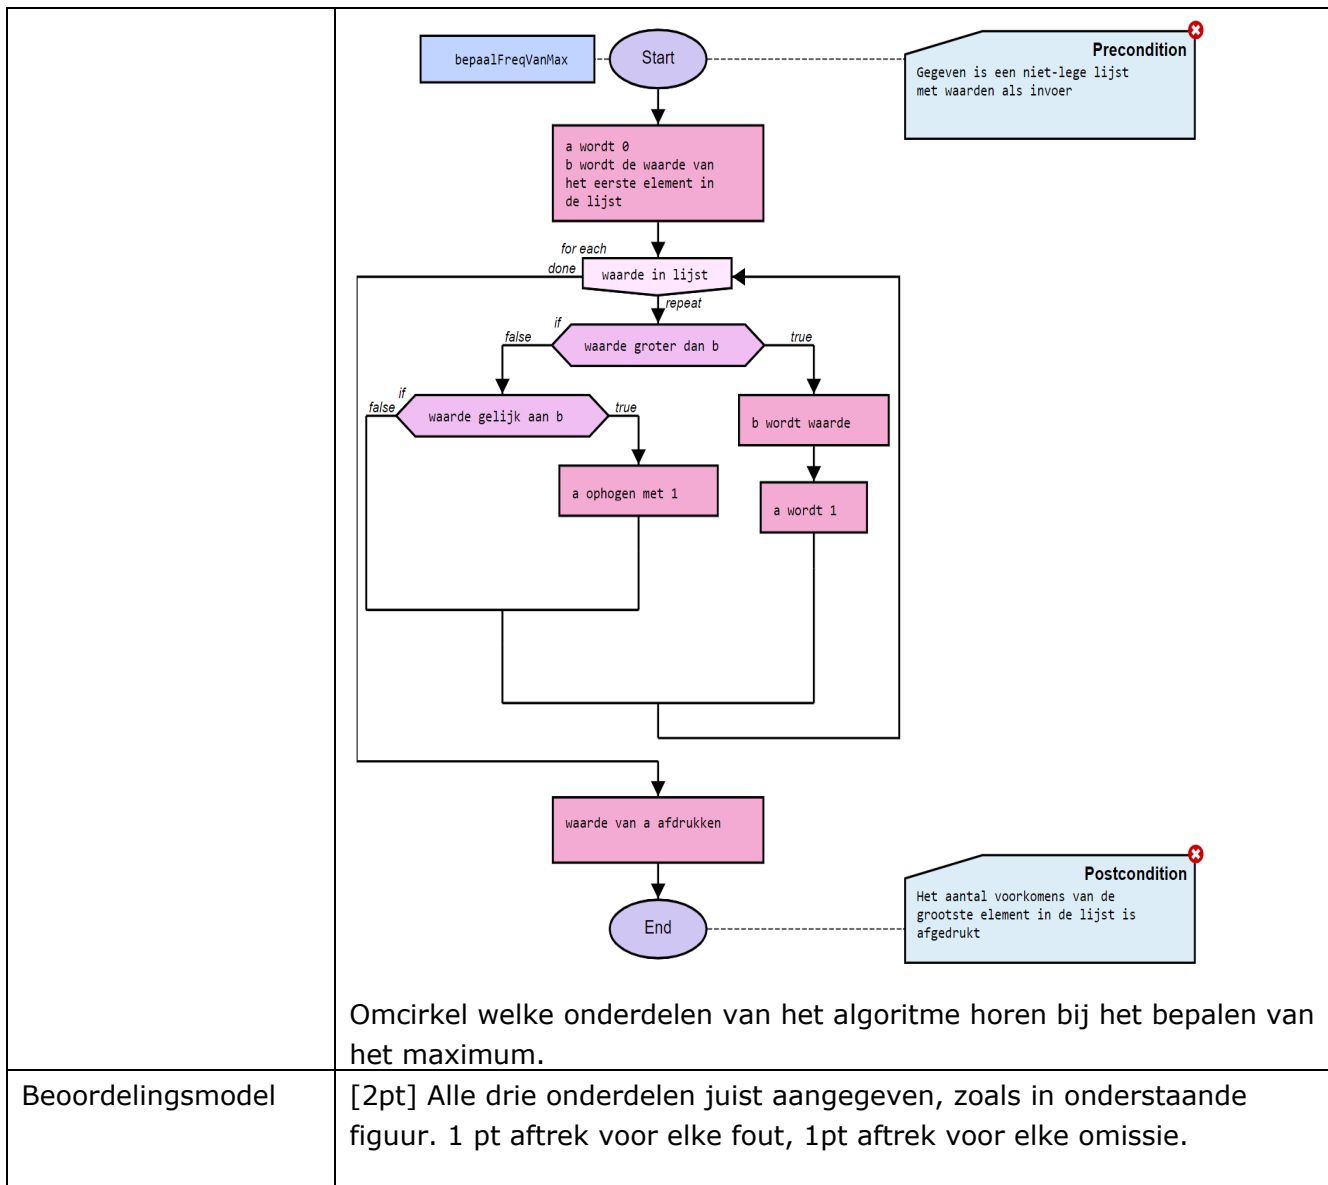 bepaalFreqVanMax
Start
Precondition
Gegeven is een niet-lege lijst
met waarden als invoer
a wordt 0
b wordt de waarde van
het eerste element in
de lijst
for each
done
waarde in lijst
repeat
if
false
waarde groter dan b
true
if
false
waarde gelijk aan b
true
b wordt waarde
a ophogen met 1
a wordt 1
waarde van a afdrukken
Postcondition
Het aantal voorkomens van de
grootste element in de lijst is
afgedrukt
End
Omcirkel welke onderdelen van het algoritme horen bij het bepalen van
het maximum.
Beoordelingsmodel
[2pt] Alle drie onderdelen juist aangegeven, zoals in onderstaande
figuur. 1 pt aftrek voor elke fout, 1pt aftrek voor elke omissie.